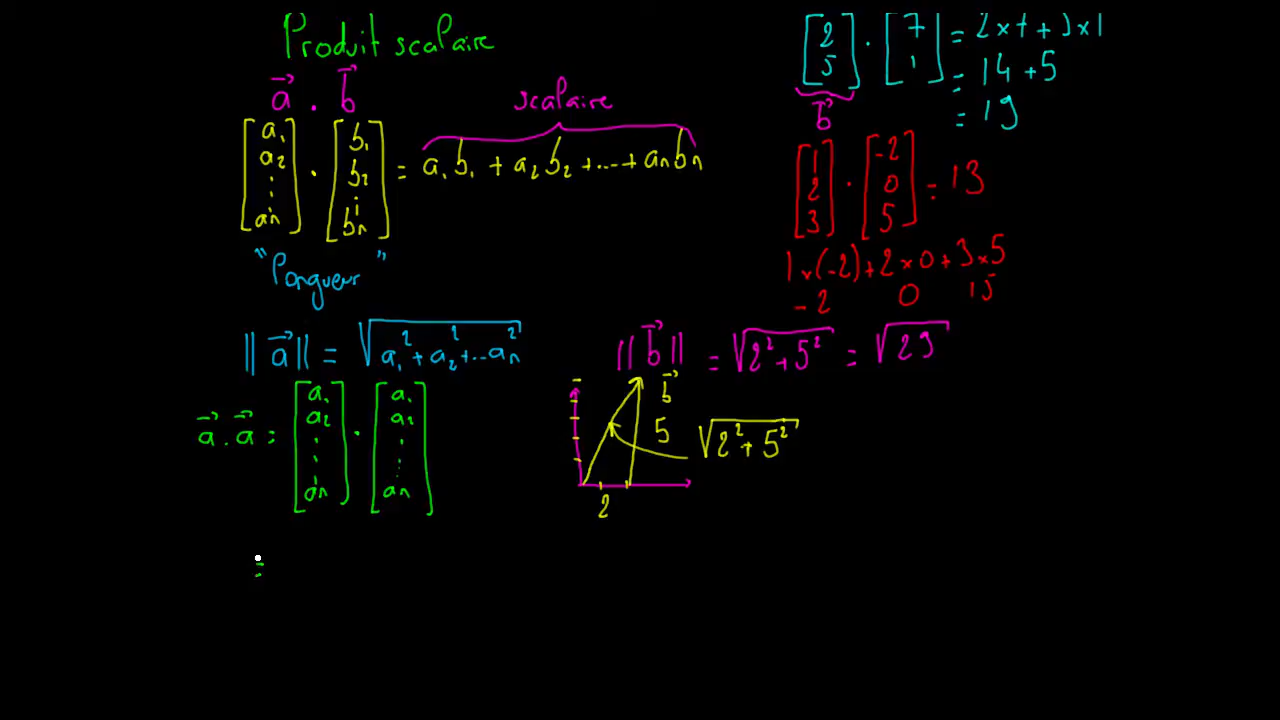 Produit scalaire
a⃗ . b⃗
scalaire
[a₁ a₂ ⋮ aₙ] · [b₁ b₂ ⋮ bₙ] = a₁b₁ + a₂b₂ + ... + aₙbₙ
"longueur"
||a⃗|| = √(a₁² + a₂² + ... aₙ²)
a⃗ . a⃗ = [a₁ a₂ ⋮ aₙ] · [a₁ a₂ ⋮ aₙ]
=
[2 5] · [7 1] = 2×7 + 5×1
b⃗
= 14 + 5
= 19
[1 2 3] · [-2 0 5] = 13
1×(-2) + 2×0 + 3×5
-2 0 15
||b⃗|| = √(2² + 5²) = √29
b⃗
5
√(2² + 5²)
2